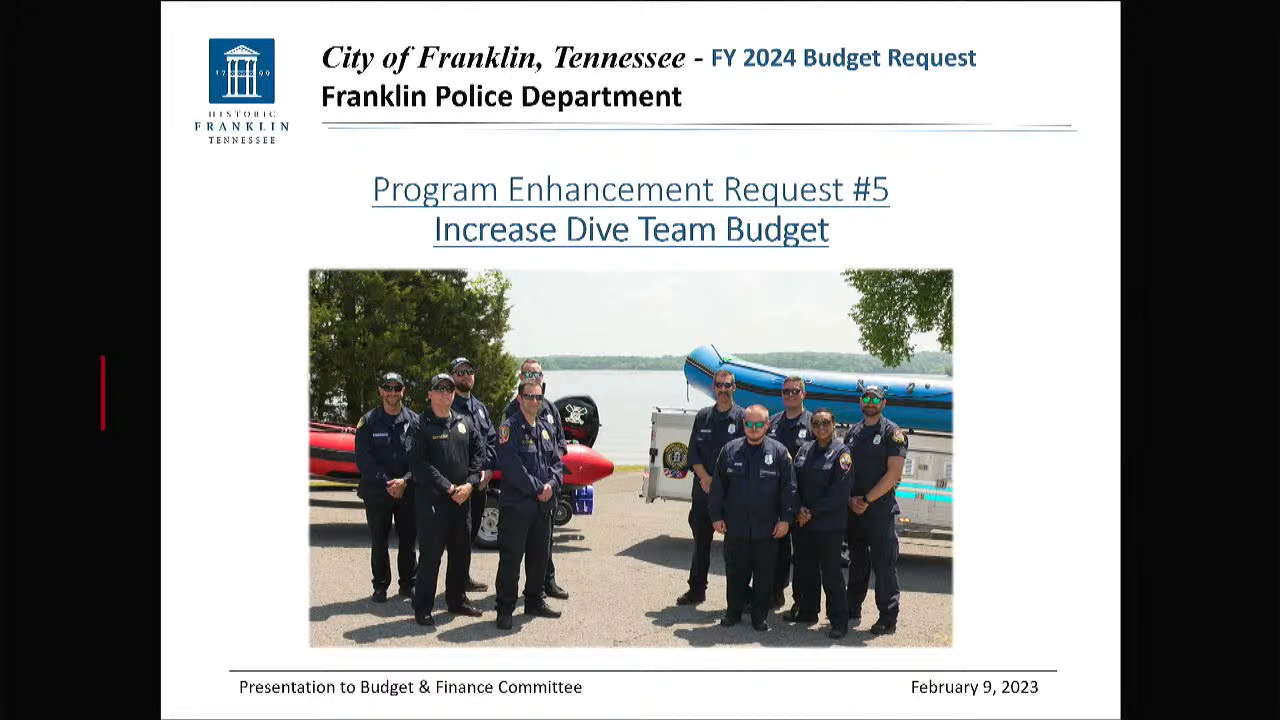 City of Franklin, Tennessee - FY 2024 Budget Request
Franklin Police Department
1799
HISTORIC
FRANKLIN
TENNESSEE
Program Enhancement Request #5
Increase Dive Team Budget
Presentation to Budget & Finance Committee
February 9, 2023